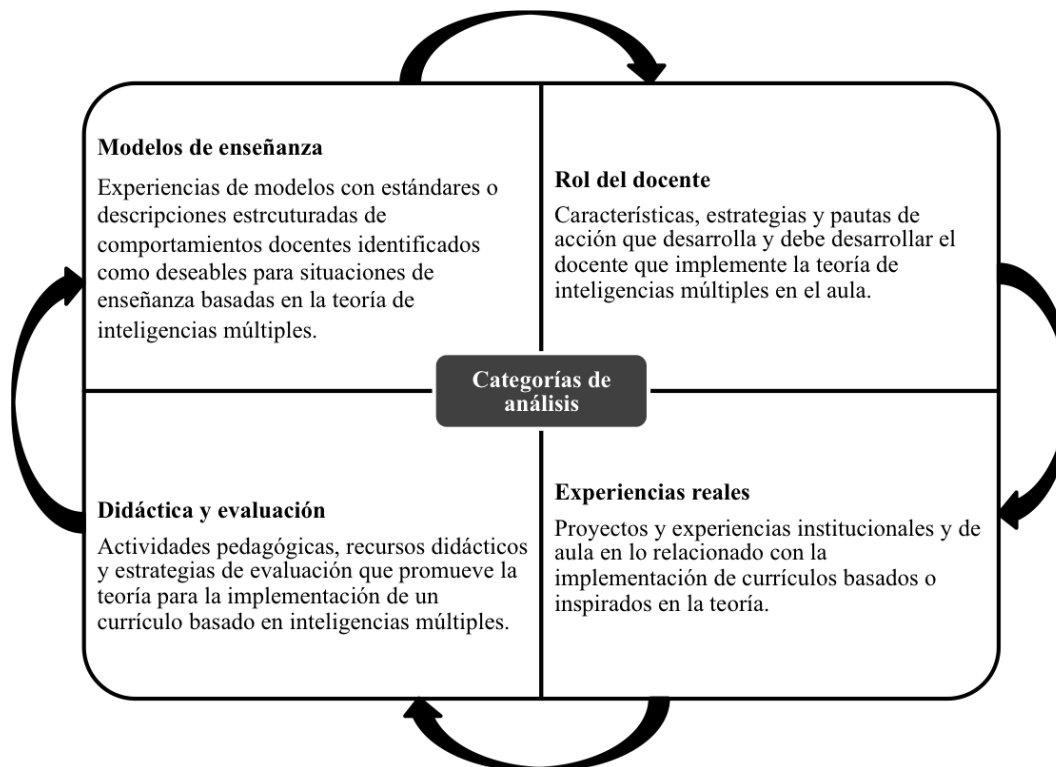 Modelos de enseñanza
Experiencias de modelos con estándares o
descripciones estrcuturadas de
comportamientos docentes identificados
como deseables para situaciones de
enseñanza basadas en la teoría de
inteligencias múltiples.
Rol del docente
Características, estrategias y pautas de
acción que desarrolla y debe desarrollar el
docente que implemente la teoría de
inteligencias múltiples en el aula.
Categorías de
análisis
Didáctica y evaluación
Actividades pedagógicas, recursos didácticos
y estrategias de evaluación que promueve la
teoría para la implementación de un
currículo basado en inteligencias múltiples.
Experiencias reales
Proyectos y experiencias institucionales y de
aula en lo relacionado con la
implementación de currículos basados o
inspirados en la teoría.